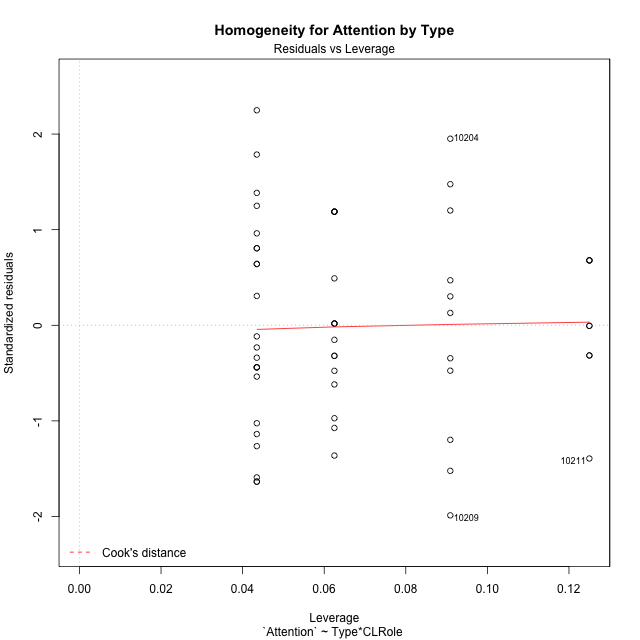 Homogeneity for Attention by Type
Residuals vs Leverage
Standardized residuals
2
1
0
-1
-2
10204
10211
10209
Cook's distance
0.00 0.02 0.04 0.06 0.08 0.10 0.12
Leverage
`Attention` ~ Type*CLRole